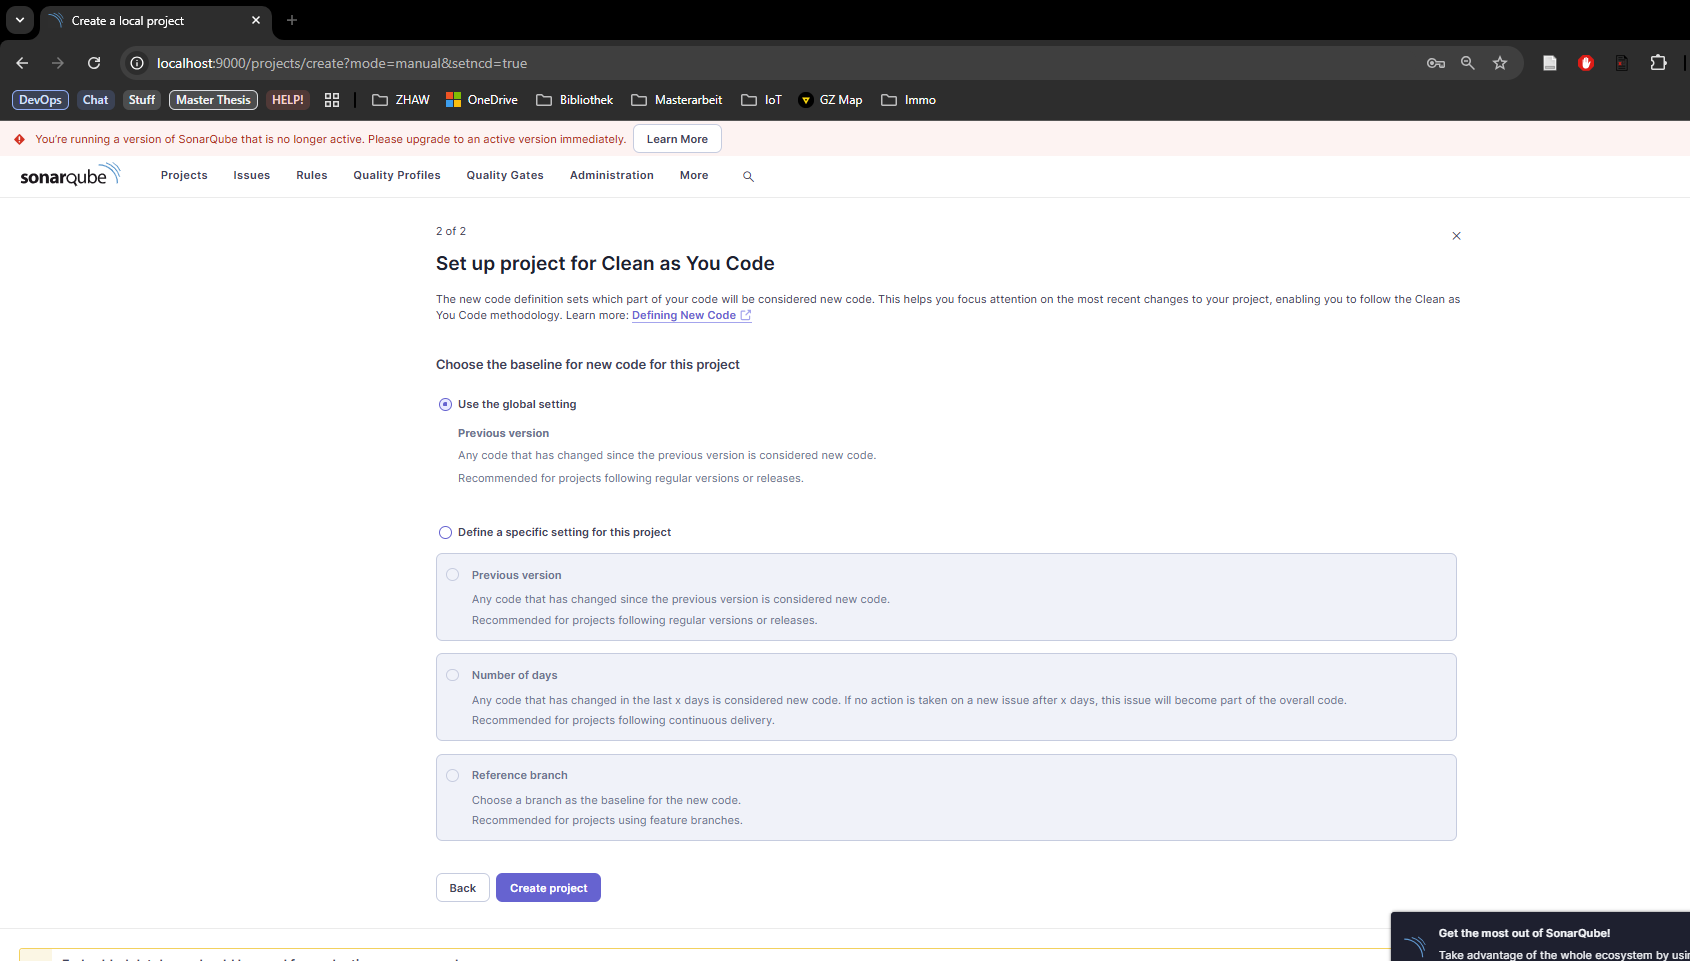 Create a local project
localhost:9000/projects/create?mode=manual&setncd=true
DevOps Chat Stuff Master Thesis HELP! ZHAW OneDrive Bibliothek Masterarbeit IoT GZ Map Immo
You're running a version of SonarQube that is no longer active. Please upgrade to an active version immediately. Learn More
sonarqube Projects Issues Rules Quality Profiles Quality Gates Administration More
2 of 2
Set up project for Clean as You Code
The new code definition sets which part of your code will be considered new code. This helps you focus attention on the most recent changes to your project, enabling you to follow the Clean as
You Code methodology. Learn more: Defining New Code
Choose the baseline for new code for this project
Use the global setting
Previous version
Any code that has changed since the previous version is considered new code.
Recommended for projects following regular versions or releases.
Define a specific setting for this project
Previous version
Any code that has changed since the previous version is considered new code.
Recommended for projects following regular versions or releases.
Number of days
Any code that has changed in the last x days is considered new code. If no action is taken on a new issue after x days, this issue will become part of the overall code.
Recommended for projects following continuous delivery.
Reference branch
Choose a branch as the baseline for the new code.
Recommended for projects using feature branches.
Back Create project
Get the most out of SonarQube!
Take advantage of the whole ecosystem by